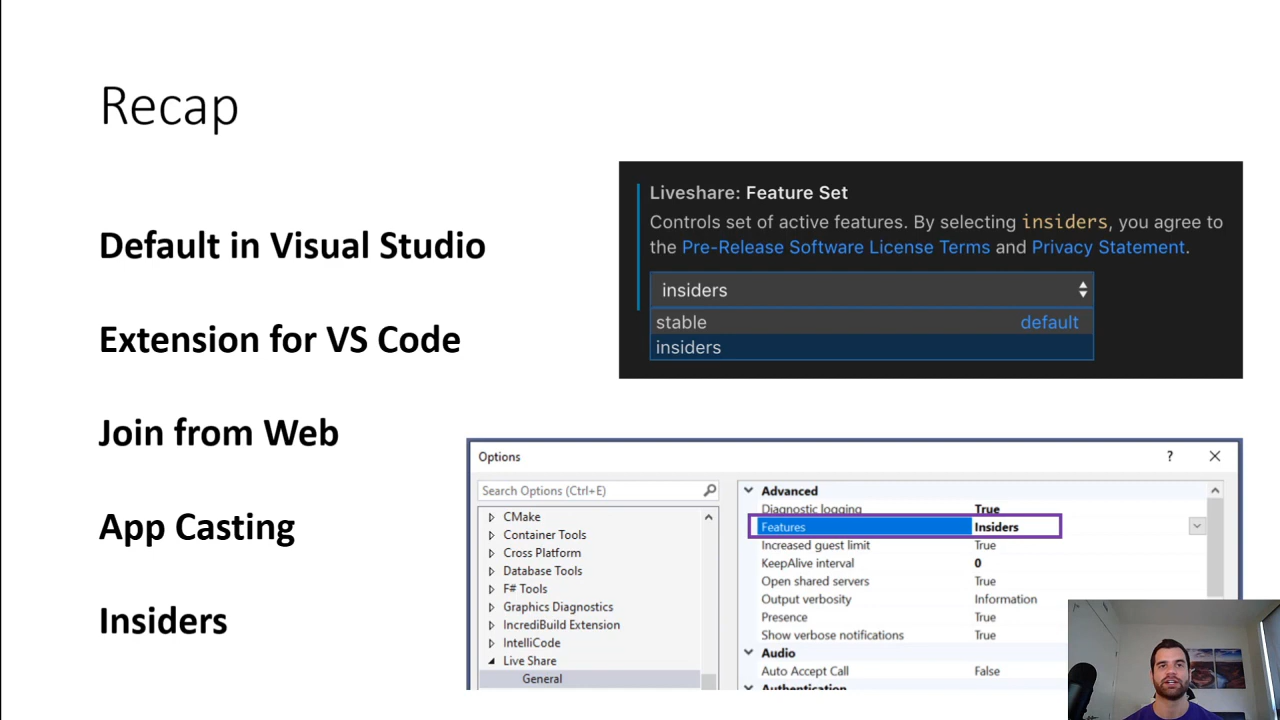 Recap
Default in Visual Studio
Extension for VS Code
Join from Web
App Casting
Insiders
Liveshare: Feature Set
Controls set of active features. By selecting insiders, you agree to
the Pre-Release Software License Terms and Privacy Statement.
insiders
stable default
insiders
Options ?
Search Options (Ctrl+E)
CMake
Container Tools
Cross Platform
Database Tools
F# Tools
Graphics Diagnostics
IncrediBuild Extension
IntelliCode
Live Share
General
Advanced
Diagnostic logging True
Features Insiders
Increased guest limit True
KeepAlive interval 0
Open shared servers True
Output verbosity Information
Presence True
Show verbose notifications True
Audio
Auto Accept Call False
Authentication